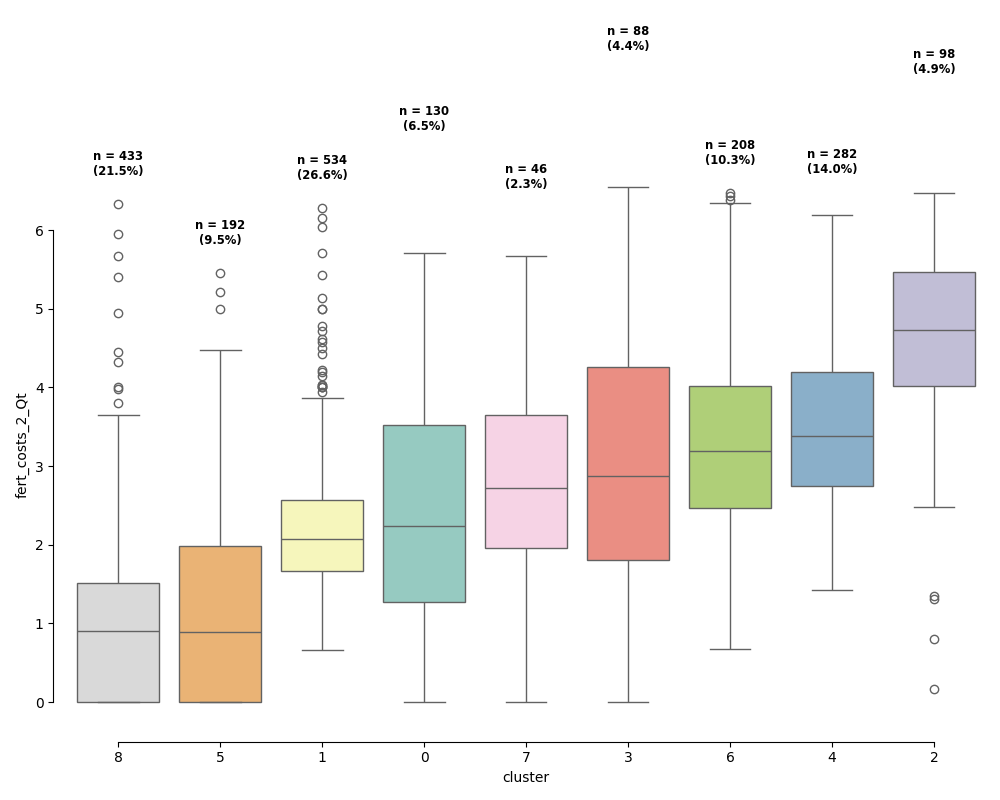 n = 88
(4.4%)
n = 98
(4.9%)
n = 130
(6.5%)
n = 208
(10.3%)
n = 282
(14.0%)
n = 433
(21.5%)
n = 534
(26.6%)
n = 46
(2.3%)
n = 192
(9.5%)
6
5
4
3
2
1
0
fert_costs_2_Qt
8 5 1 0 7 3 6 4 2
cluster